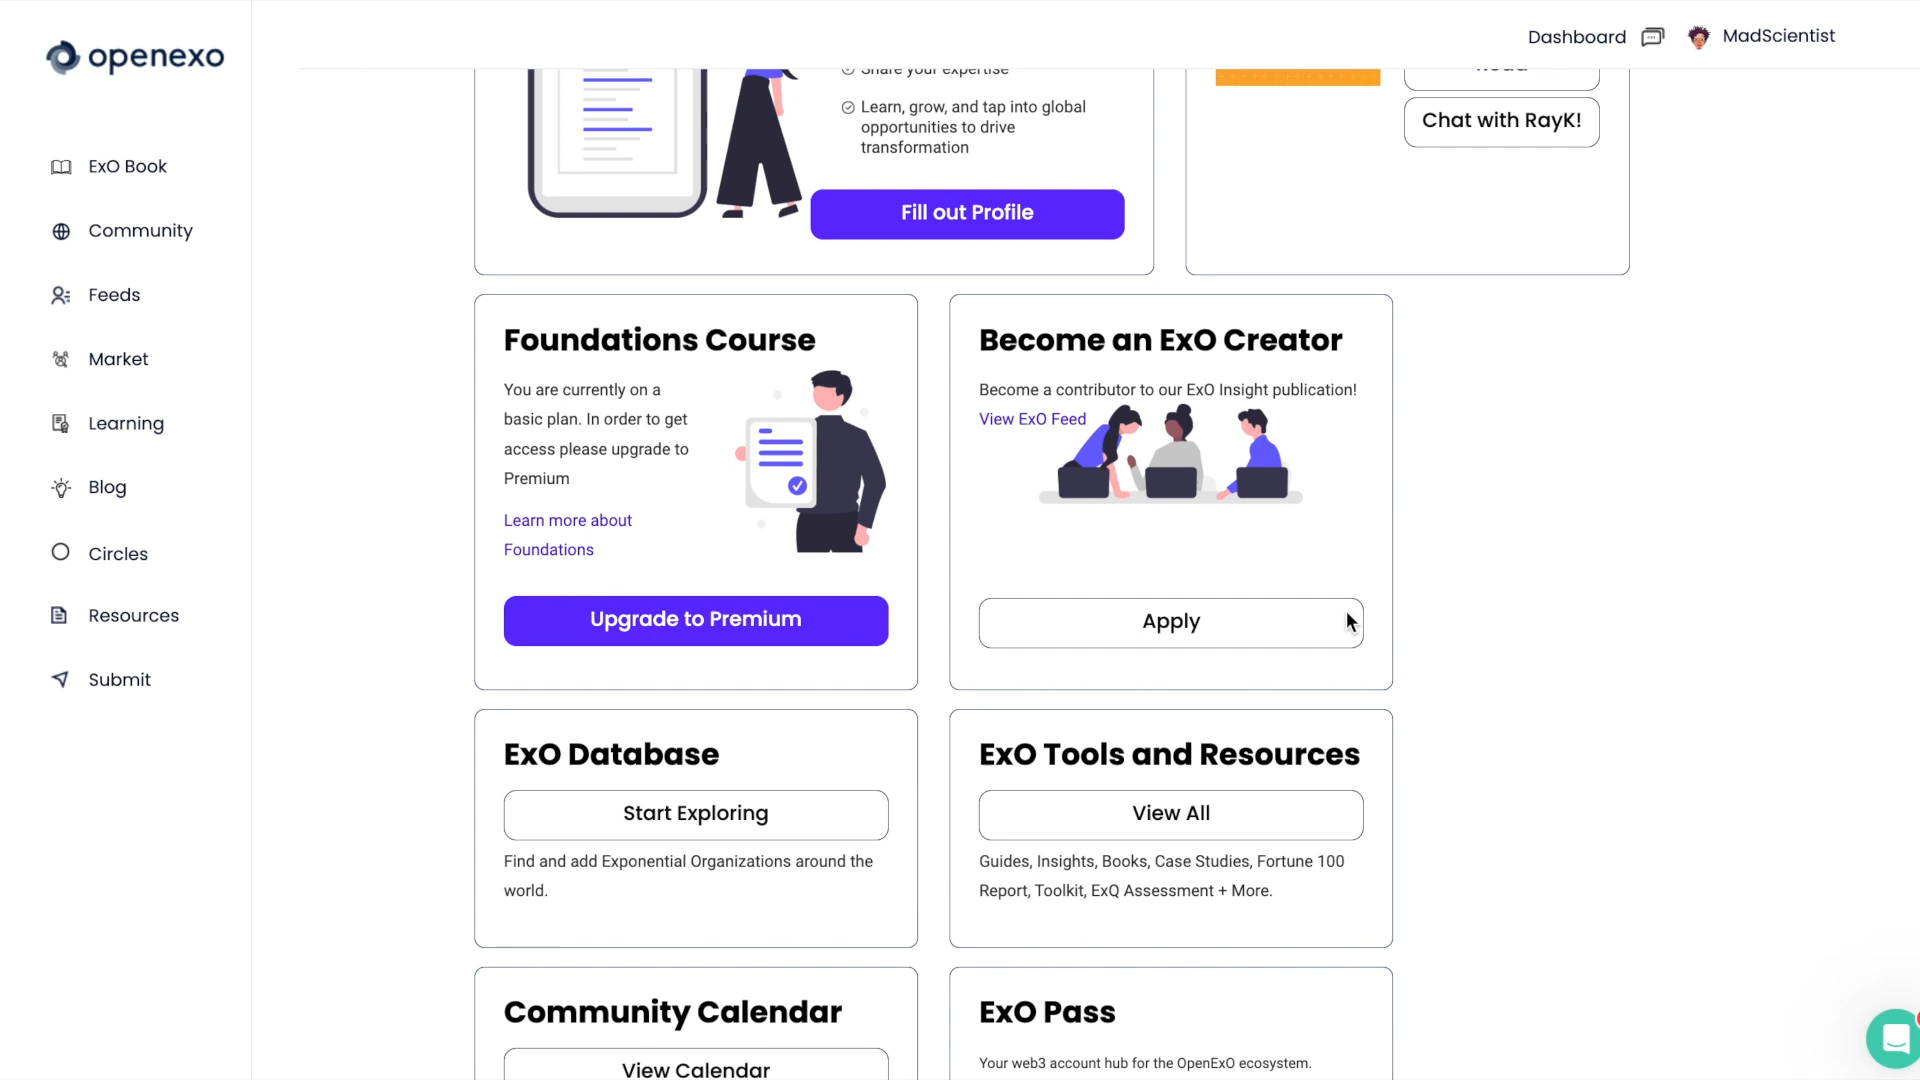 openexo
Dashboard
MadScientist
ExO Book
Community
Feeds
Market
Learning
Blog
Circles
Resources
Submit
Share your expertise
Learn, grow, and tap into global
opportunities to drive
transformation
Fill out Profile
Read
Chat with RayK!
Foundations Course
You are currently on a
basic plan. In order to get
access please upgrade to
Premium
Learn more about
Foundations
Upgrade to Premium
Become an ExO Creator
Become a contributor to our ExO Insight publication!
View ExO Feed
Apply
ExO Database
Start Exploring
Find and add Exponential Organizations around the
world.
ExO Tools and Resources
View All
Guides, Insights, Books, Case Studies, Fortune 100
Report, Toolkit, ExQ Assessment + More.
Community Calendar
View Calendar
ExO Pass
Your web3 account hub for the OpenExO ecosystem.